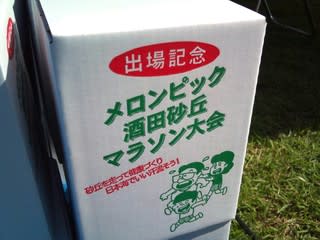 出場記念
メロンピック
酒田砂丘
マラソン大会
砂丘を走って健康づくり
日本海でいい汗流そう!